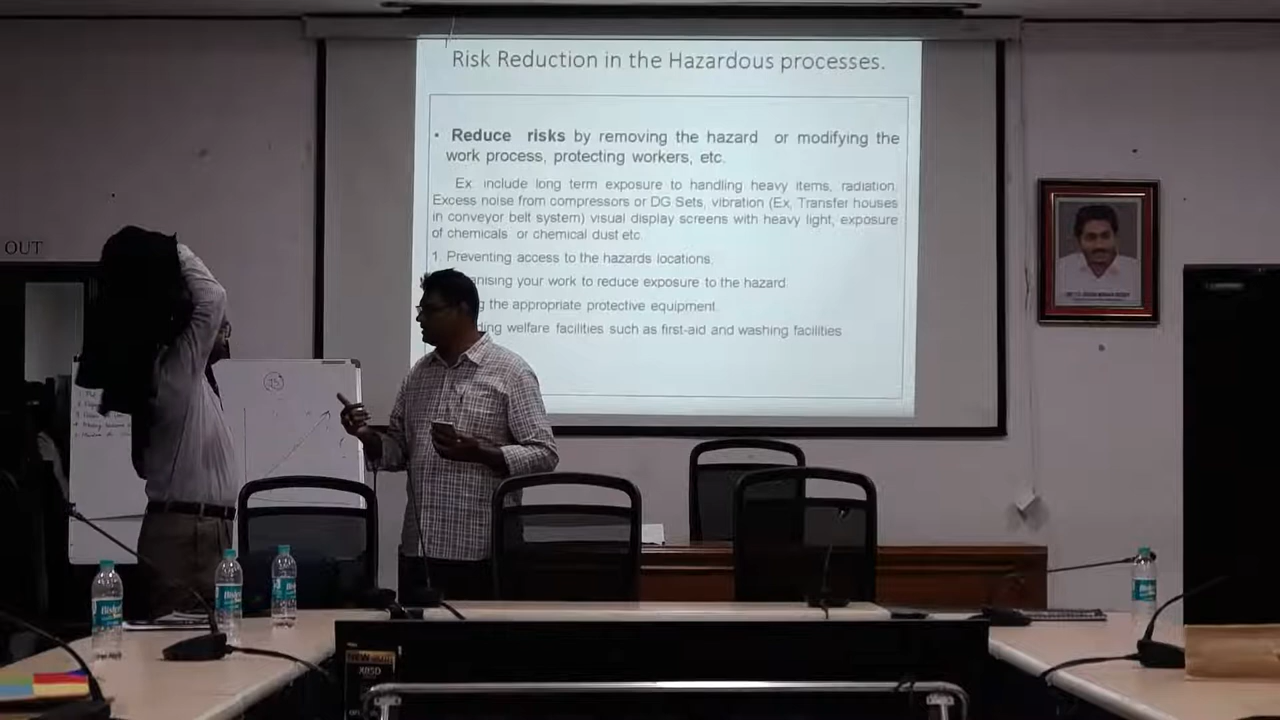 Risk Reduction in the Hazardous processes.
• Reduce risks by removing the hazard or modifying the
work process, protecting workers, etc.
Ex. include long term exposure to handling heavy items, radiation.
Excess noise from compressors or DG Sets, vibration (Ex, Transfer houses
in conveyor belt system) visual display screens with heavy light, exposure
of chemicals or chemical dust etc.
1. Preventing access to the hazards locations.
nising your work to reduce exposure to the hazard.
g the appropriate protective equipment.
ding welfare facilities such as first-aid and washing facilities
OUT
Bisleri
Bisleri
Bisleri
NEW